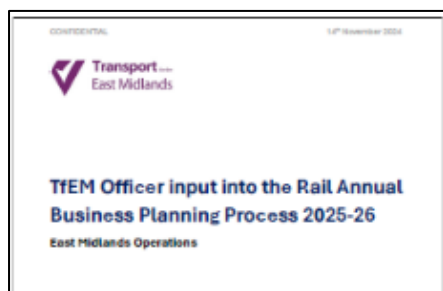 CONFIDENTIAL
14th November 2024
Transport
East Midlands
TfEM Officer input into the Rail Annual
Business Planning Process 2025-26
East Midlands Operations